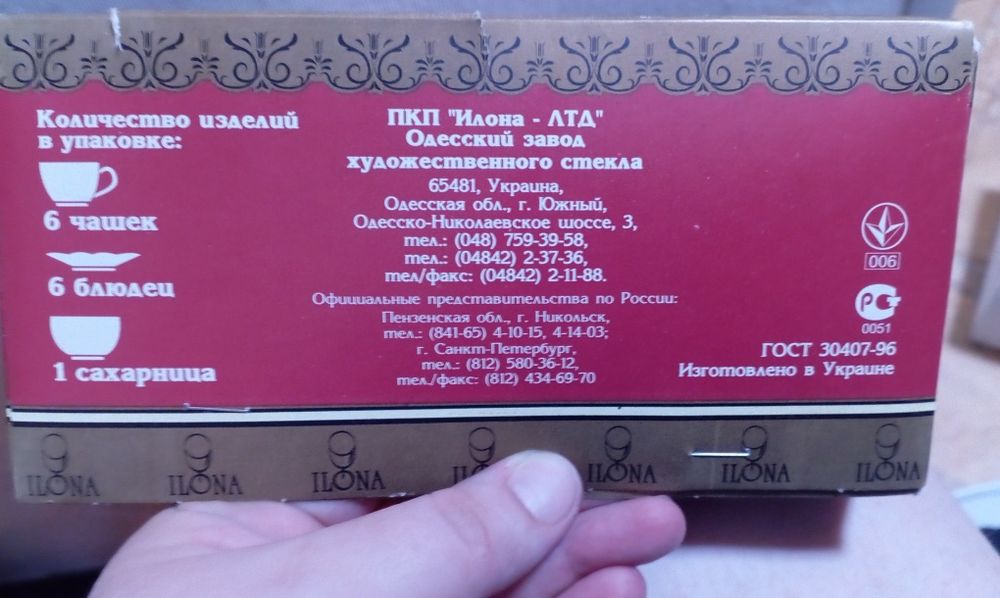 Количество изделий
в упаковке:
6 чашек
6 блюдец
1 сахарница
ПКП "Илона - ЛТД"
Одесский завод
художественного стекла
65481, Украина,
Одесская обл., г. Южный,
Одесско-Николаевское шоссе, 3,
тел.: (048) 759-39-58,
тел.: (04842) 2-37-36,
тел/факс: (04842) 2-11-88.
Официальные представительства по России:
Пензенская обл., г. Никольск,
тел.: (841-65) 4-10-15, 4-14-03;
г. Санкт-Петербург,
тел.: (812) 580-36-12,
тел./факс: (812) 434-69-70
006
РСТ
0051
ГОСТ 30407-96
Изготовлено в Украине
ILONA ILONA ILONA ILONA ILONA ILONA